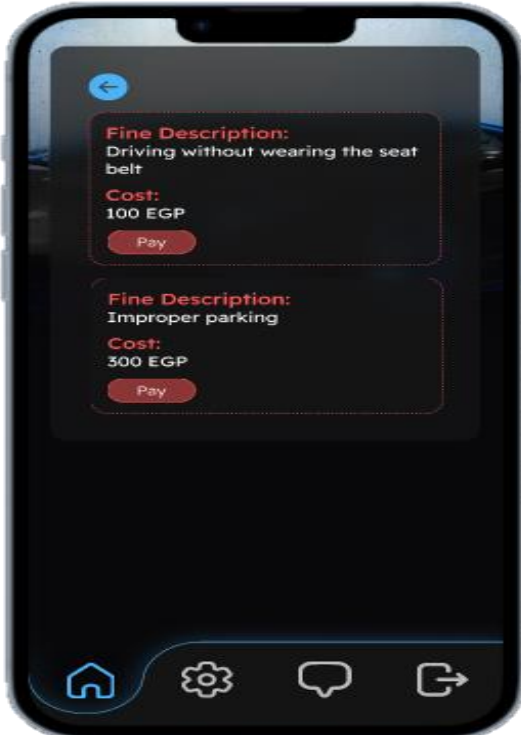 Fine Description:
Driving without wearing the seat
belt
Cost:
100 EGP
Pay
Fine Description:
Improper parking
Cost:
300 EGP
Pay